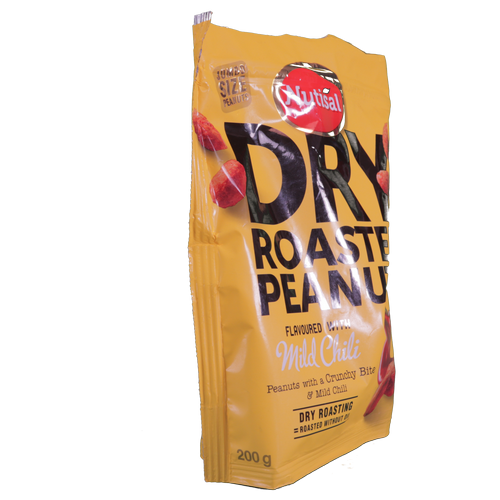 JUMBO
SIZE
PEANUTS
Nutisal
DRY
ROASTE
PEANU
FLAVOURED WITH
Mild Chili
Peanuts with a Crunchy Bite
& Mild Chili
DRY ROASTING
= ROASTED WITHOUT
200 g